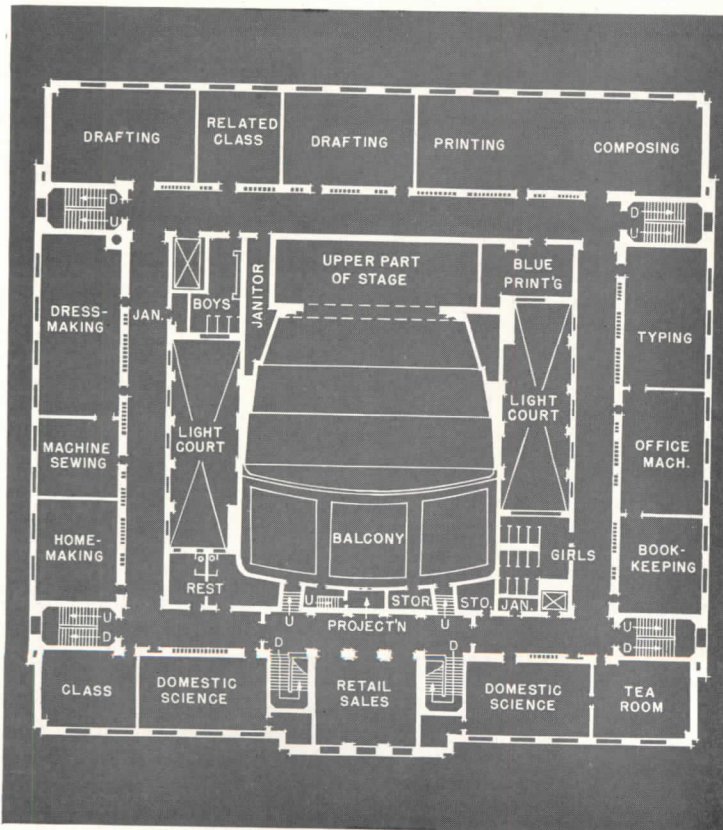 DRAFTING
RELATED
CLASS
DRAFTING
PRINTING
COMPOSING
D
U
D
U
UPPER PART
OF STAGE
BLUE
PRINT'G
JANITOR
BOYS
DRESS-
MAKING
JAN.
TYPING
LIGHT
COURT
LIGHT
COURT
MACHINE
SEWING
OFFICE
MACH.
BALCONY
HOME-
MAKING
GIRLS
BOOK-
KEEPING
REST
U
STOR.
STO.
JAN.
U
PROJECT'N
U
U
D
U
D
D
D
CLASS
DOMESTIC
SCIENCE
RETAIL
SALES
DOMESTIC
SCIENCE
TEA
ROOM